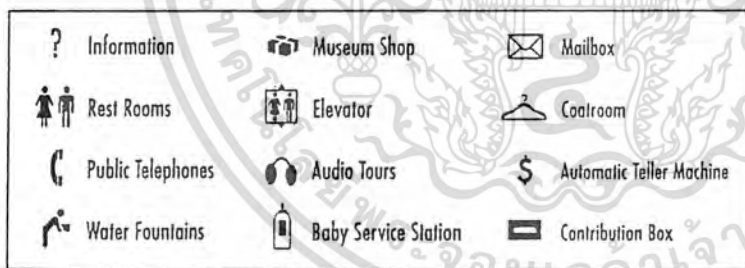 ? Information
Museum Shop
Mailbox
Rest Rooms
Elevator
Coatroom
Public Telephones
Audio Tours
$ Automatic Teller Machine
Water Fountains
Baby Service Station
Contribution Box